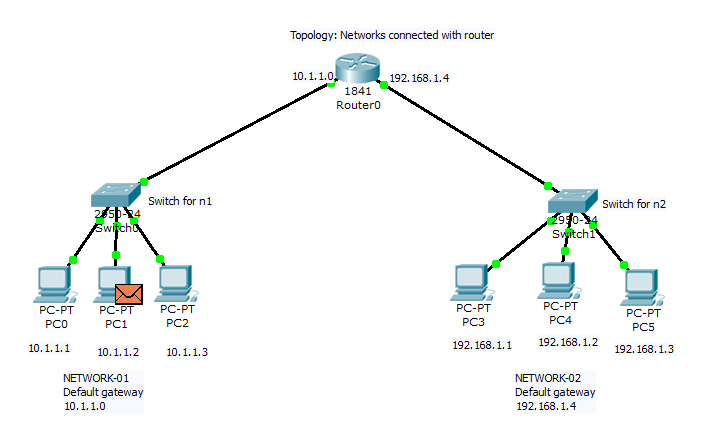 Topology: Networks connected with router
10.1.1.0
192.168.1.4
1841
Router0
Switch for n1
2950-24
Switch0
Switch for n2
2950-24
Switch1
PC-PT
PC0
PC-PT
PC1
PC-PT
PC2
PC-PT
PC3
PC-PT
PC4
PC-PT
PC5
10.1.1.1
10.1.1.2
10.1.1.3
192.168.1.1
192.168.1.2
192.168.1.3
NETWORK-01
Default gateway
10.1.1.0
NETWORK-02
Default gateway
192.168.1.4